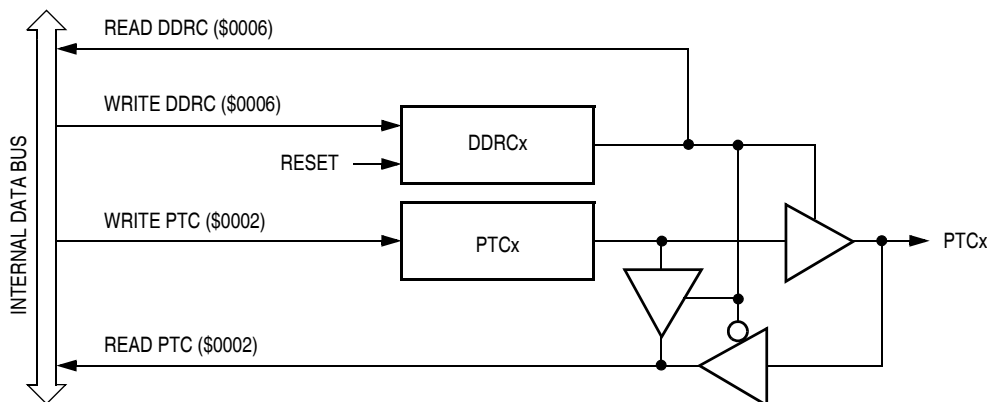 READ DDRC ($0006)
WRITE DDRC ($0006)
DDRCx
RESET
INTERNAL DATA BUS
WRITE PTC ($0002)
PTCx
PTCx
READ PTC ($0002)